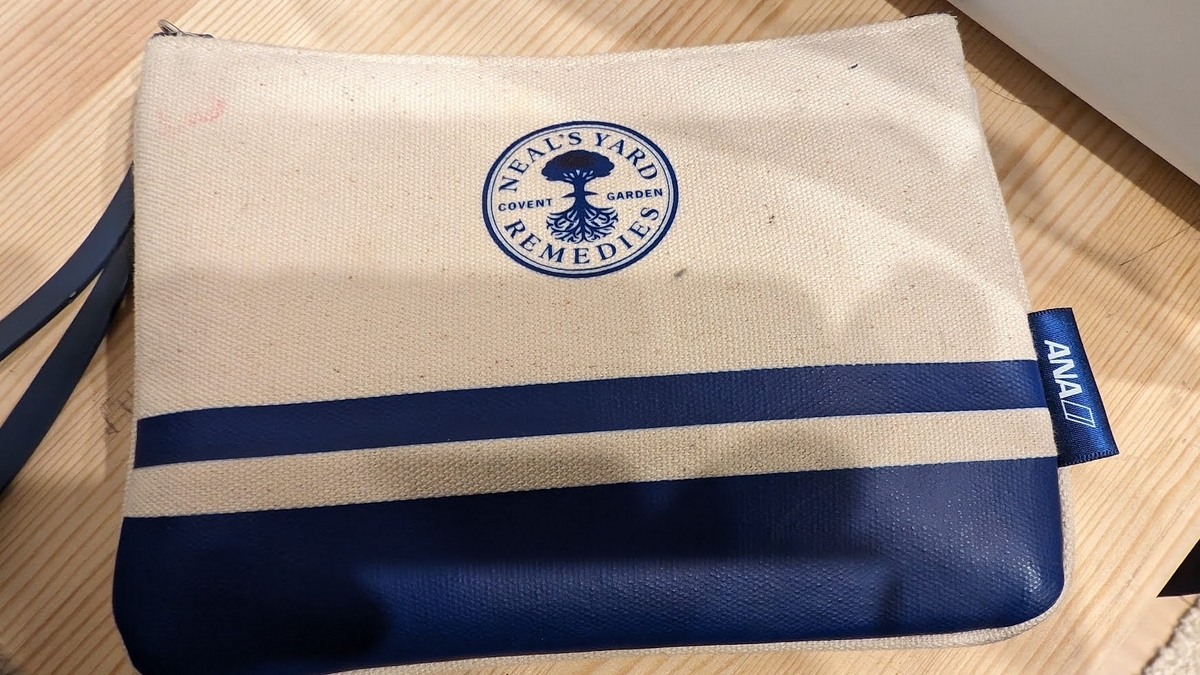 NEAL'S YARD
COVENT GARDEN
REMEDIES
ANA